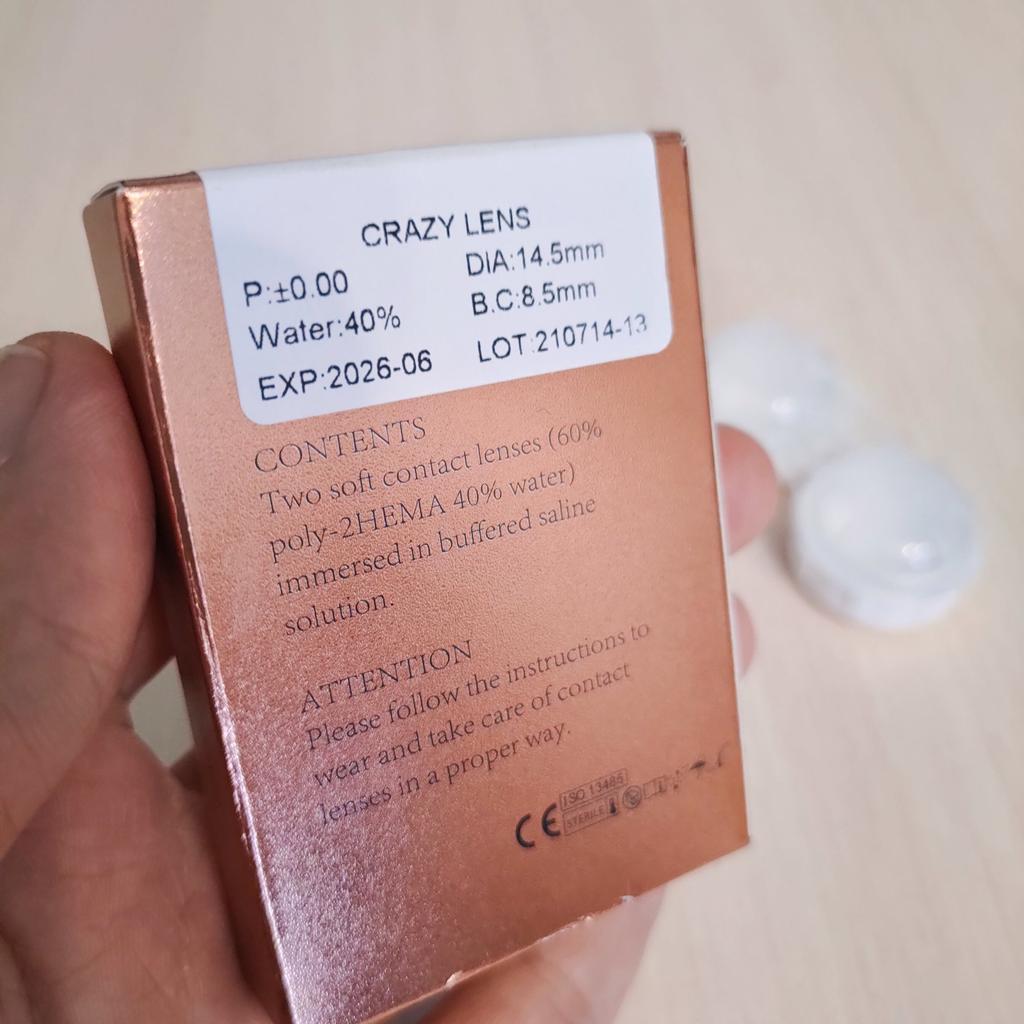 CRAZY LENS
P:±0.00 DIA:14.5mm
Water:40% B.C:8.5mm
EXP:2026-06 LOT:210714-13
CONTENTS
Two soft contact lenses (60%
poly-2HEMA 40% water)
immersed in buffered saline
solution.
ATTENTION
Please follow the instructions to
wear and take care of contact
lenses in a proper way.
CE ISO 13485
STERILE